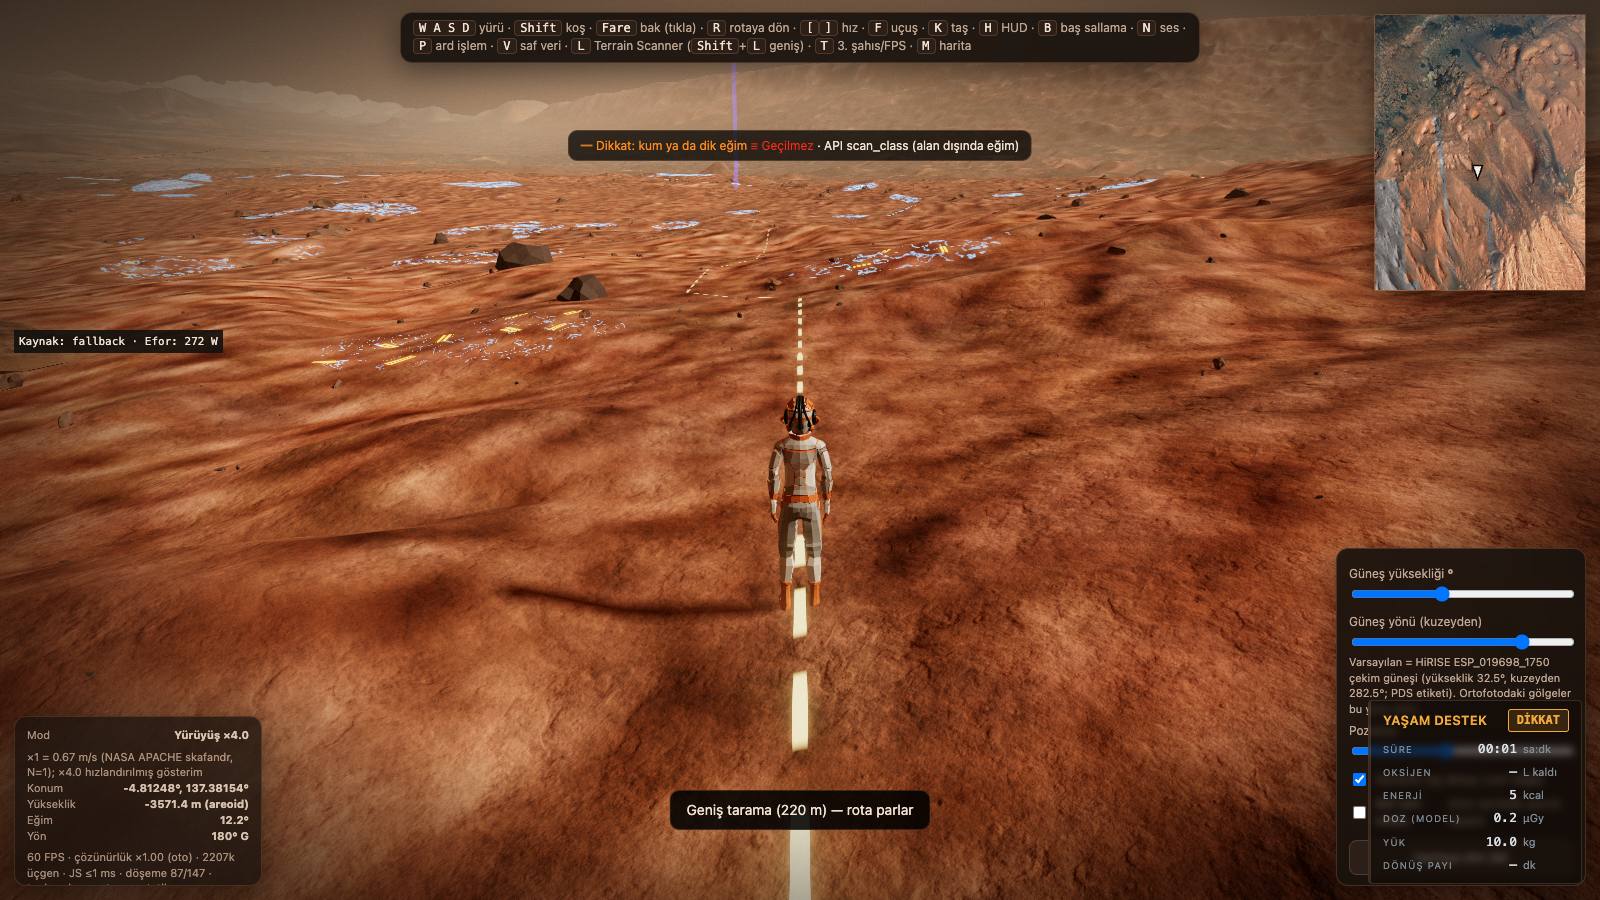 W A S D yürü · Shift koş · Fare bak (tıkla) · R rotaya dön · [ ] hız · F uçuş · K taş · H HUD · B baş sallama · N ses ·
P ard işlem · V saf veri · L Terrain Scanner (Shift+L geniş) · T 3. şahıs/FPS · M harita
— Dikkat: kum ya da dik eğim ≡ Geçilmez · API scan_class (alan dışında eğim)
Kaynak: fallback · Efor: 272 W
Güneş yüksekliği °
Güneş yönü (kuzeyden)
Varsayılan = HiRISE ESP_019698_1750
çekim güneşi (yükseklik 32.5°, kuzeyden
282.5°; PDS etiketi). Ortofotodaki gölgeler
YAŞAM DESTEK DİKKAT
SÜRE 00:01 sa:dk
OKSİJEN — L kaldı
ENERJİ 5 kcal
DOZ (MODEL) 0.2 µGy
YÜK 10.0 kg
DÖNÜŞ PAYI — dk
Mod Yürüyüş ×4.0
×1 = 0.67 m/s (NASA APACHE skafandr,
N=1); ×4.0 hızlandırılmış gösterim
Konum -4.81248°, 137.38154°
Yükseklik -3571.4 m (areoid)
Eğim 12.2°
Yön 180° G
60 FPS · çözünürlük ×1.00 (oto) · 2207k
üçgen · JS ≤1 ms · döşeme 87/147 ·
Geniş tarama (220 m) — rota parlar